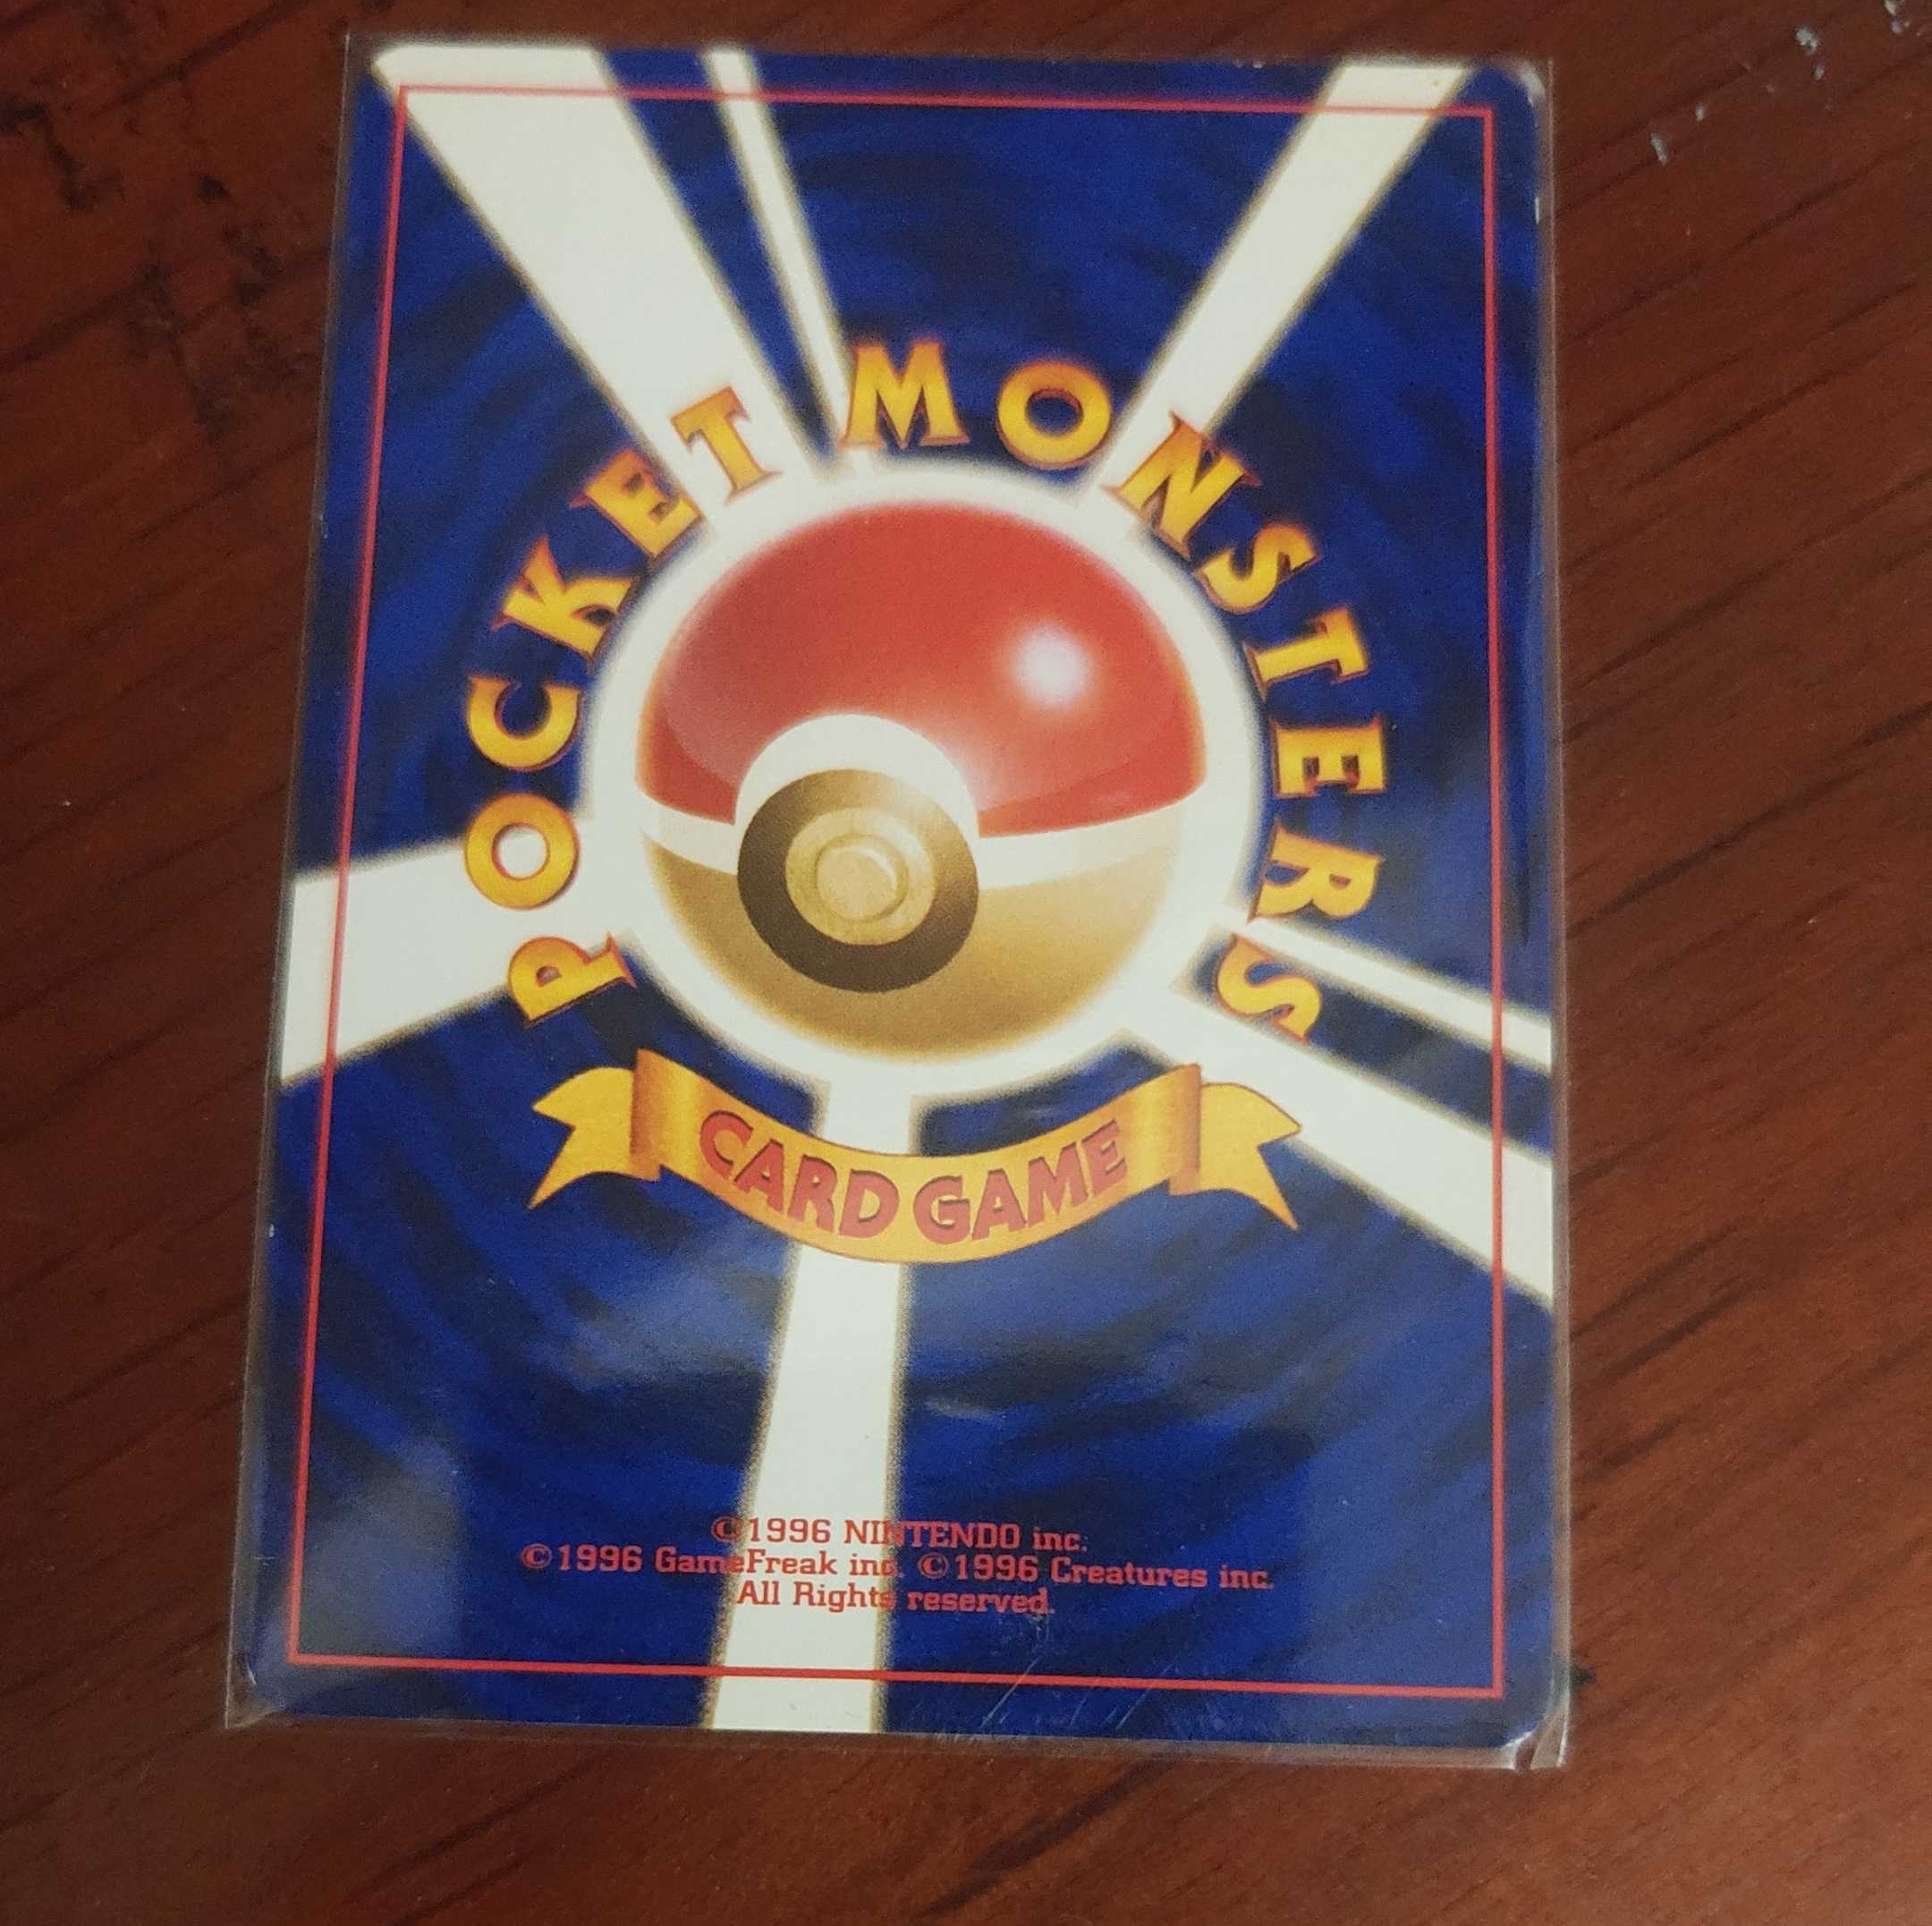 POCKET MONSTERS
CARD GAME
©1996 NINTENDO inc.
©1996 GameFreak inc. ©1996 Creatures inc.
All Rights reserved.